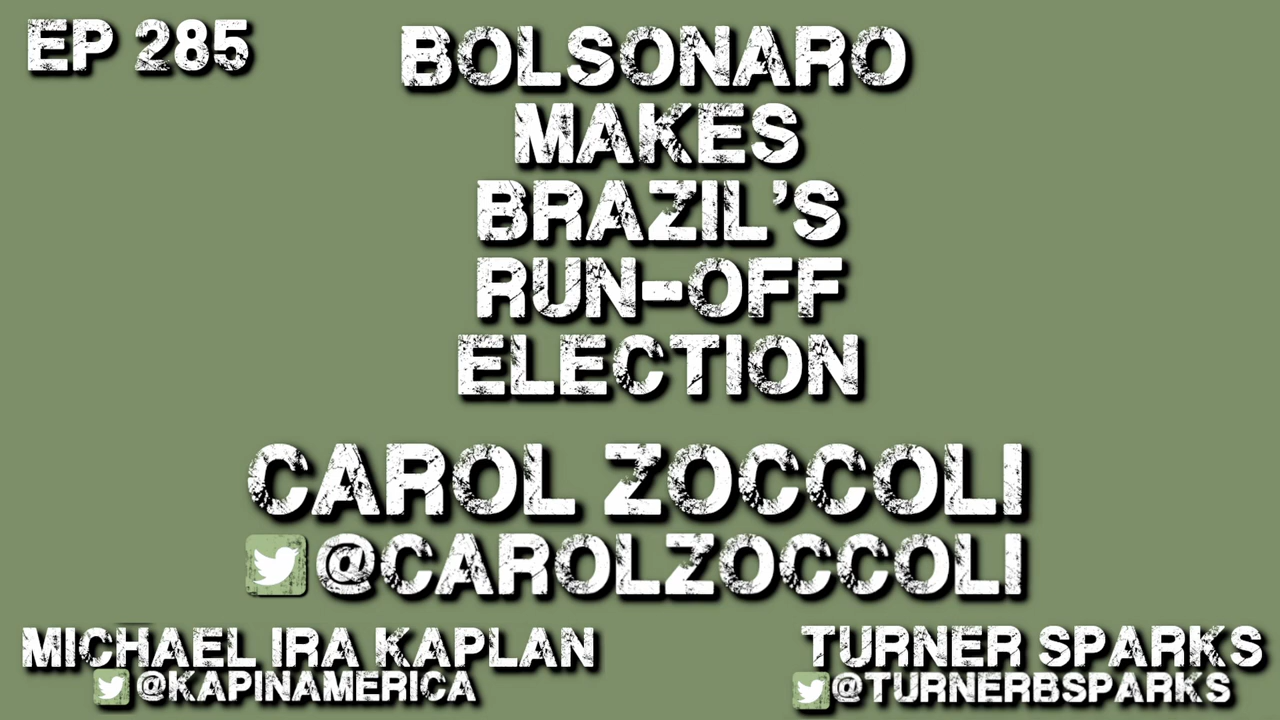 EP 285
BOLSONARO
MAKES
BRAZIL'S
RUN-OFF
ELECTION
CAROL ZOCCOLI
@CAROLZOCCOLI
MICHAEL IRA KAPLAN
@KAPINAMERICA
TURNER SPARKS
@TURNERBSPARKS